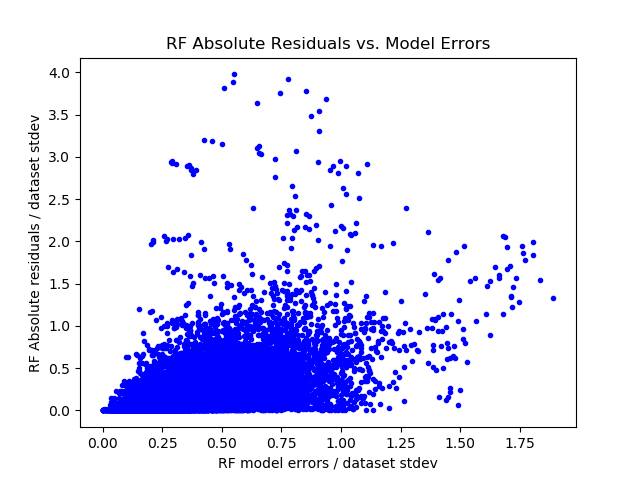 RF Absolute Residuals vs. Model Errors
RF Absolute residuals / dataset stdev
4.0
3.5
3.0
2.5
2.0
1.5
1.0
0.5
0.0
0.00 0.25 0.50 0.75 1.00 1.25 1.50 1.75
RF model errors / dataset stdev